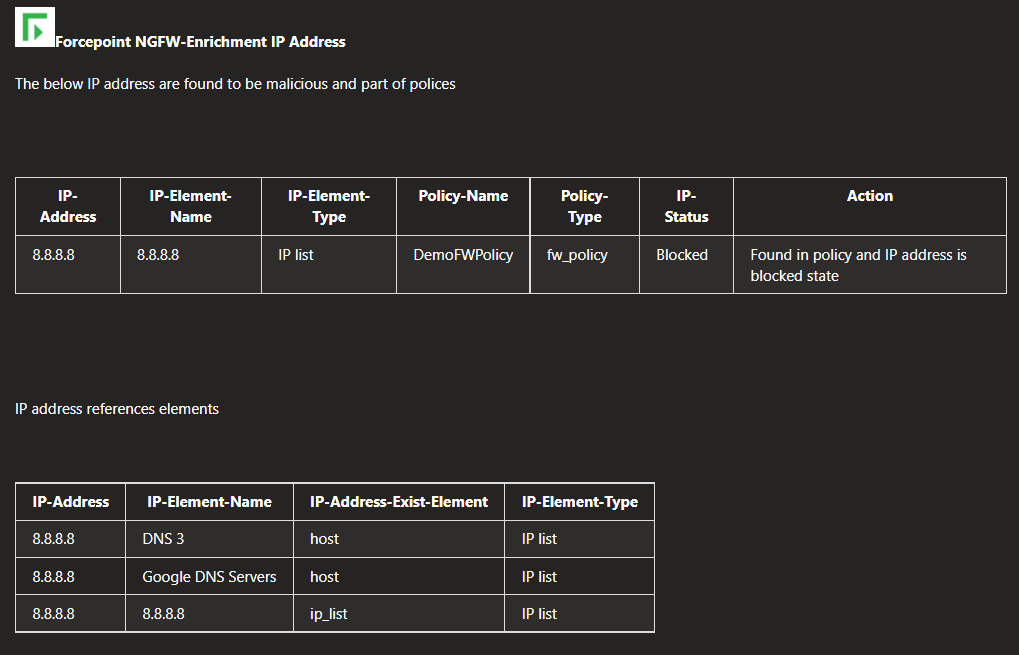 Forcepoint NGFW-Enrichment IP Address
The below IP address are found to be malicious and part of polices
IP-Address IP-Element-Name IP-Element-Type Policy-Name Policy-Type IP-Status Action
8.8.8.8 8.8.8.8 IP list DemoFWPolicy fw_policy Blocked Found in policy and IP address is
blocked state
IP address references elements
IP-Address IP-Element-Name IP-Address-Exist-Element IP-Element-Type
8.8.8.8 DNS 3 host IP list
8.8.8.8 Google DNS Servers host IP list
8.8.8.8 8.8.8.8 ip_list IP list